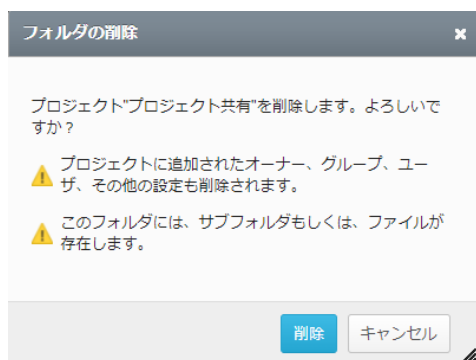 フォルダの削除
プロジェクト"プロジェクト共有"を削除します。よろしいで
すか？
プロジェクトに追加されたオーナー、グループ、ユー
ザ、その他の設定も削除されます。
このフォルダには、サブフォルダもしくは、ファイルが
存在します。
削除 キャンセル